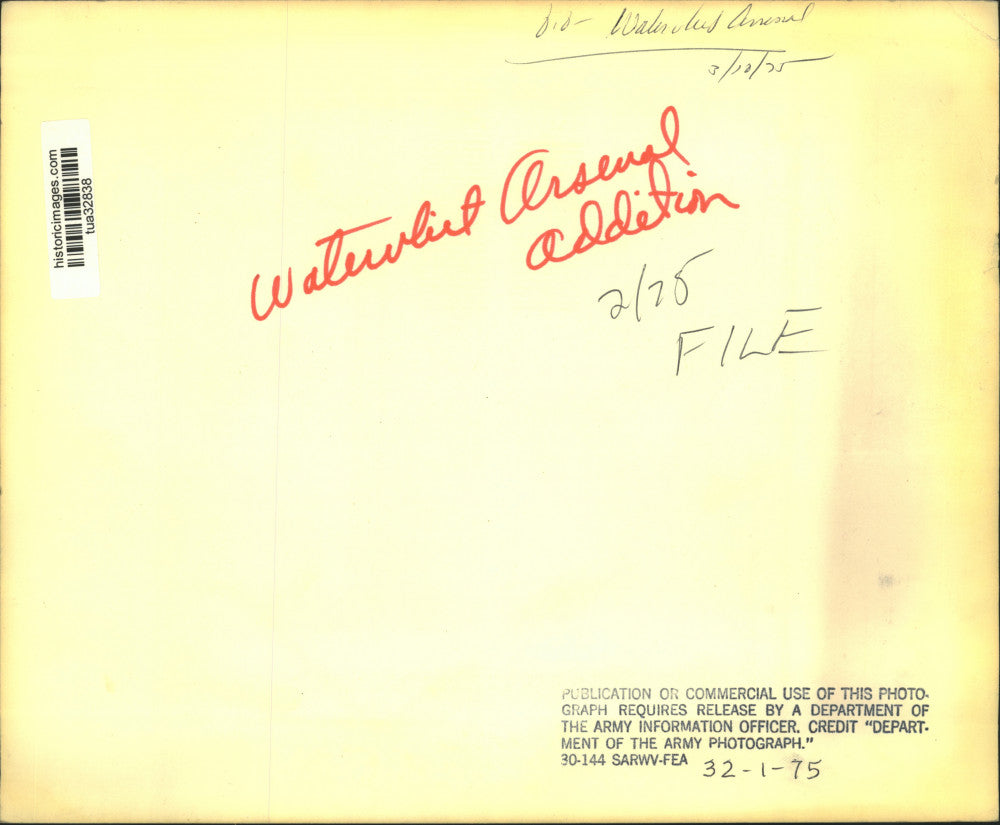 Watervliet Arsenal
3/12/75
historicimages.com
tua32838
Watervliet Arsenal
addition
2/75
FILE
PUBLICATION OR COMMERCIAL USE OF THIS PHOTO-
GRAPH REQUIRES RELEASE BY A DEPARTMENT OF
THE ARMY INFORMATION OFFICER. CREDIT "DEPART-
MENT OF THE ARMY PHOTOGRAPH."
30-144 SARWV-FEA 32-1-75